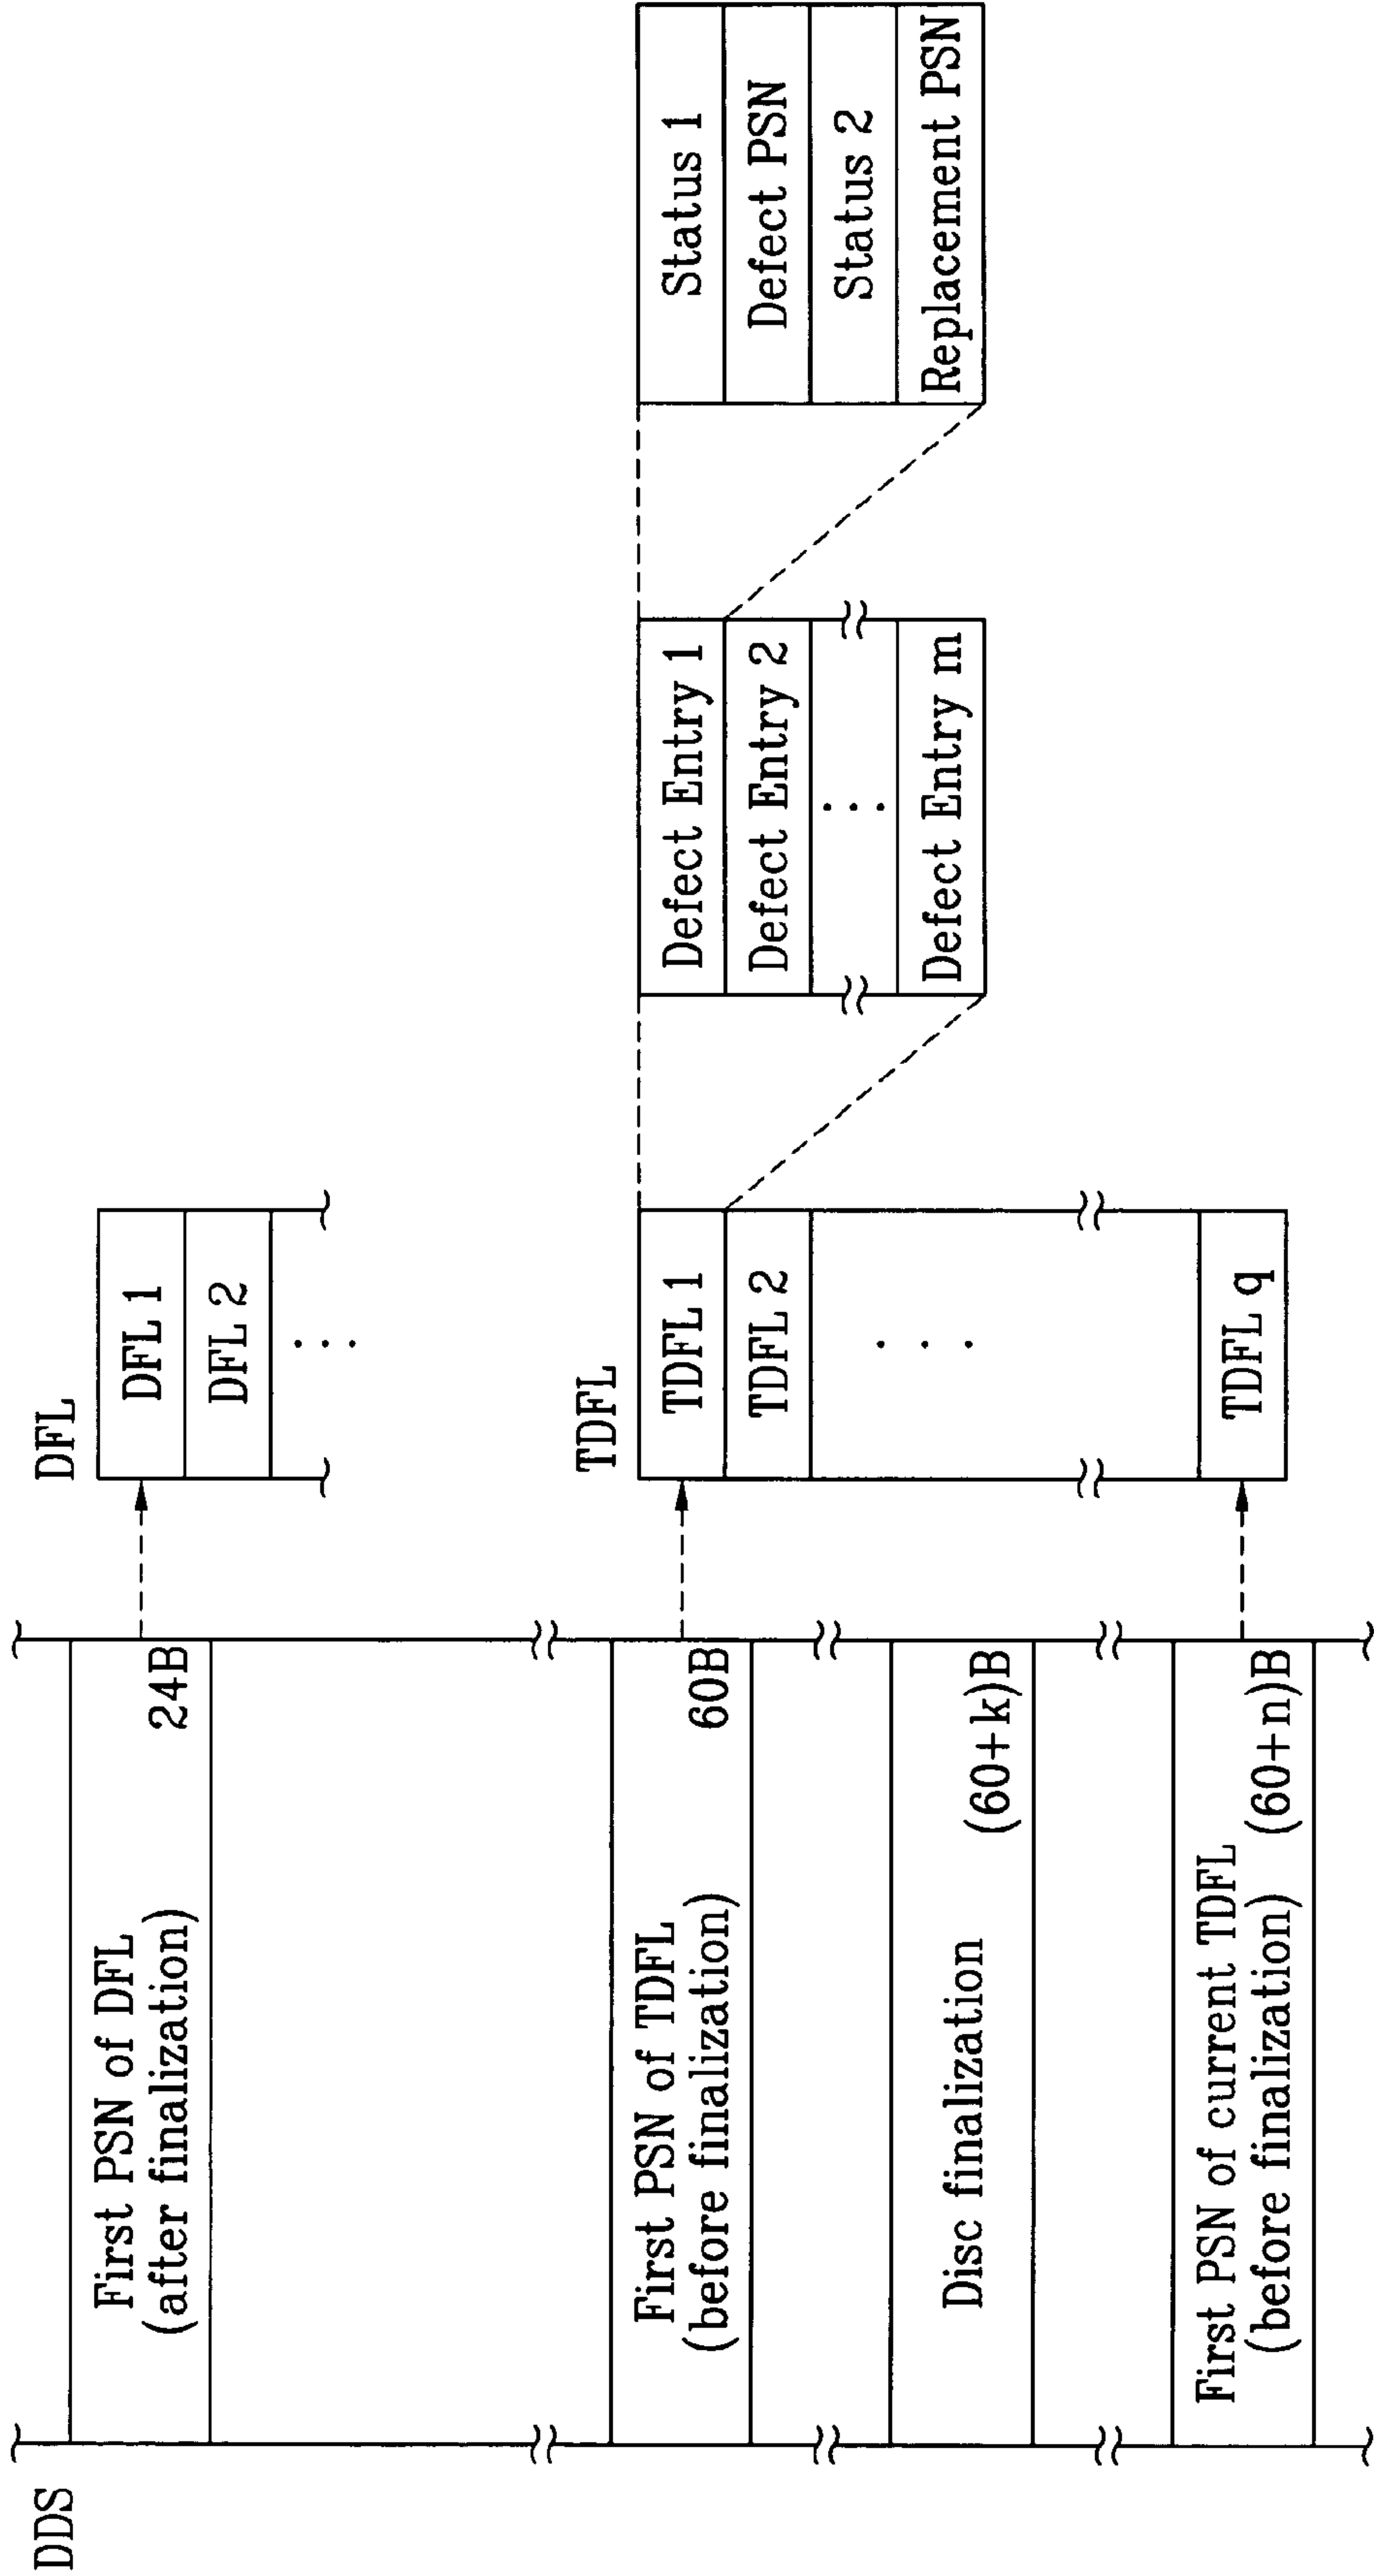 DDS
First PSN of DFL
(after finalization)
24B
First PSN of TDFL
(before finalization)
60B
Disc finalization
(60+k)B
First PSN of current TDFL
(before finalization)
(60+n)B
DFL
DFL 1
DFL 2
. . .
TDFL
TDFL 1
TDFL 2
. . .
TDFL q
Defect Entry 1
Defect Entry 2
. . .
Defect Entry m
Status 1
Defect PSN
Status 2
Replacement PSN